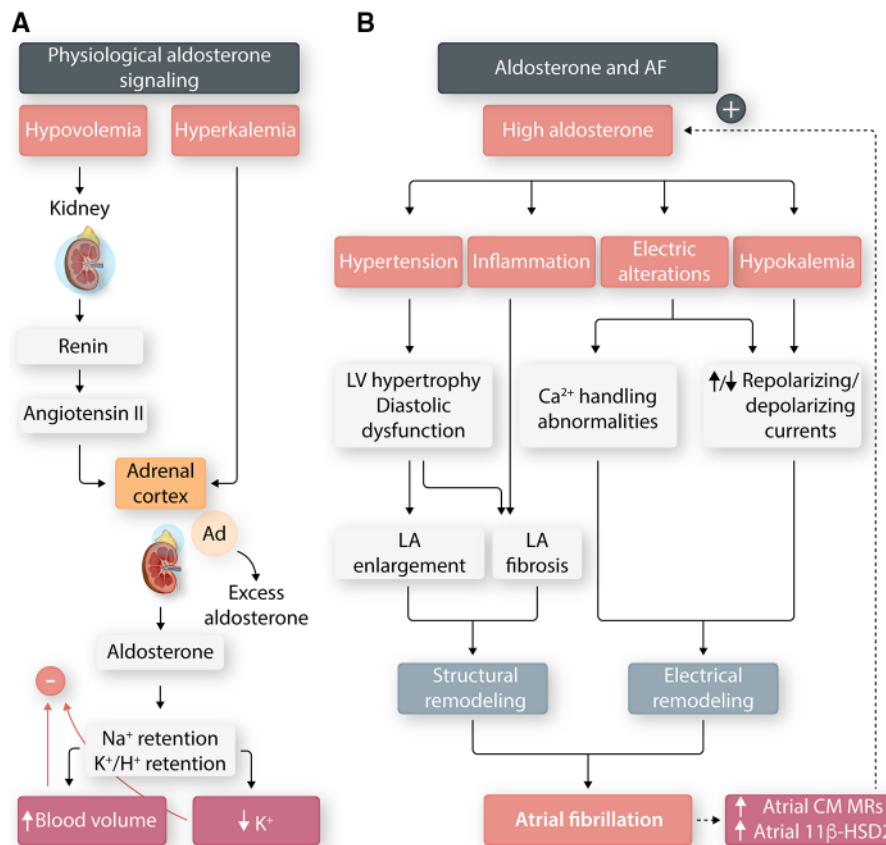 A
Physiological aldosterone
signaling
Hypovolemia
Hyperkalemia
Kidney
Renin
Angiotensin II
Adrenal
cortex
Ad
Excess
aldosterone
Aldosterone
-
Na⁺ retention
K⁺/H⁺ retention
↑Blood volume
↓ K⁺
B
Aldosterone and AF
+
High aldosterone
Hypertension
Inflammation
Electric
alterations
Hypokalemia
LV hypertrophy
Diastolic
dysfunction
Ca²⁺ handling
abnormalities
↑/↓ Repolarizing/
depolarizing
currents
LA
enlargement
LA
fibrosis
Structural
remodeling
Electrical
remodeling
Atrial fibrillation
↑ Atrial CM MRs
↑ Atrial 11β-HSD2